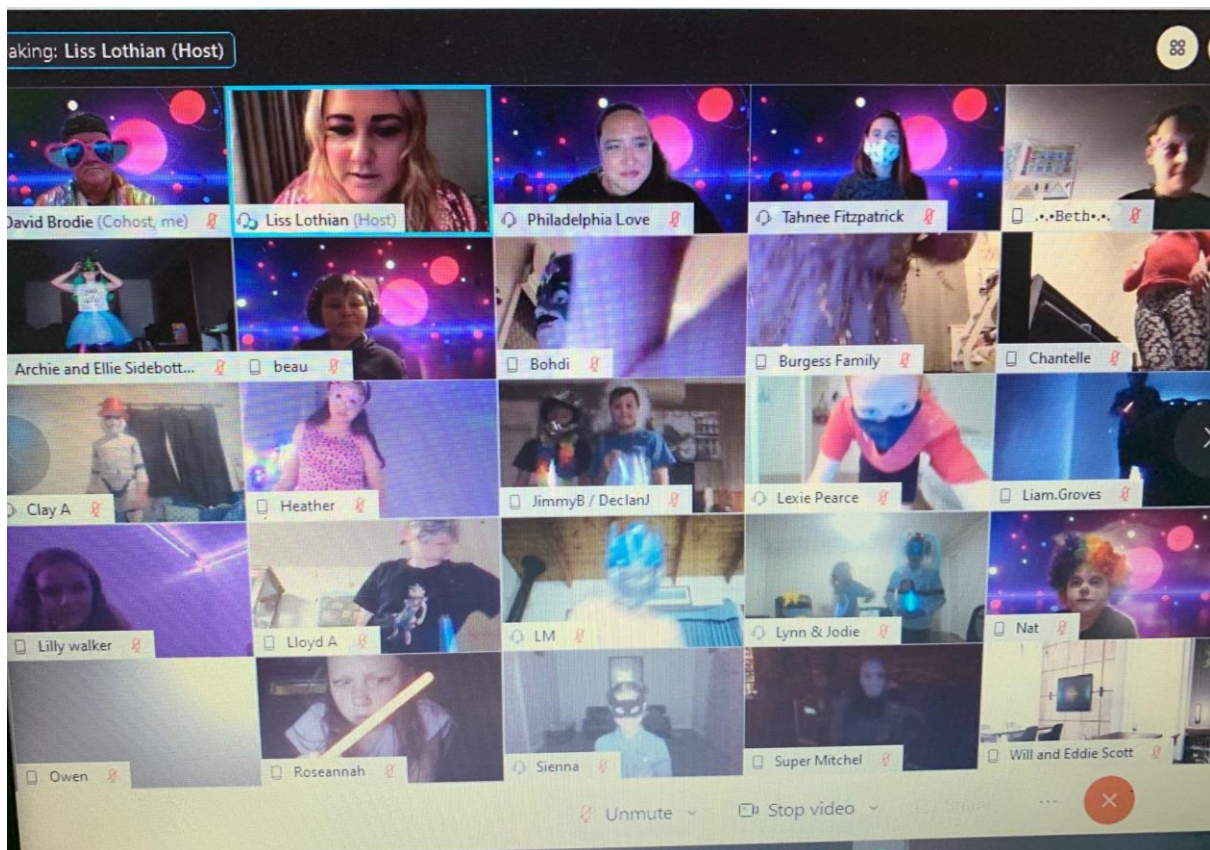 aking: Liss Lothian (Host)
David Brodie (Cohost, me)
Liss Lothian (Host)
Philadelphia Love
Tahnee Fitzpatrick
.•.•Beth•.•.
Archie and Ellie Sidebott...
beau
Bohdi
Burgess Family
Chantelle
Clay A
Heather
JimmyB / DeclanJ
Lexie Pearce
Liam.Groves
Lilly walker
Lloyd A
LM
Lynn & Jodie
Nat
Owen
Roseannah
Sienna
Super Mitchel
Will and Eddie Scott
Unmute
Stop video
Share